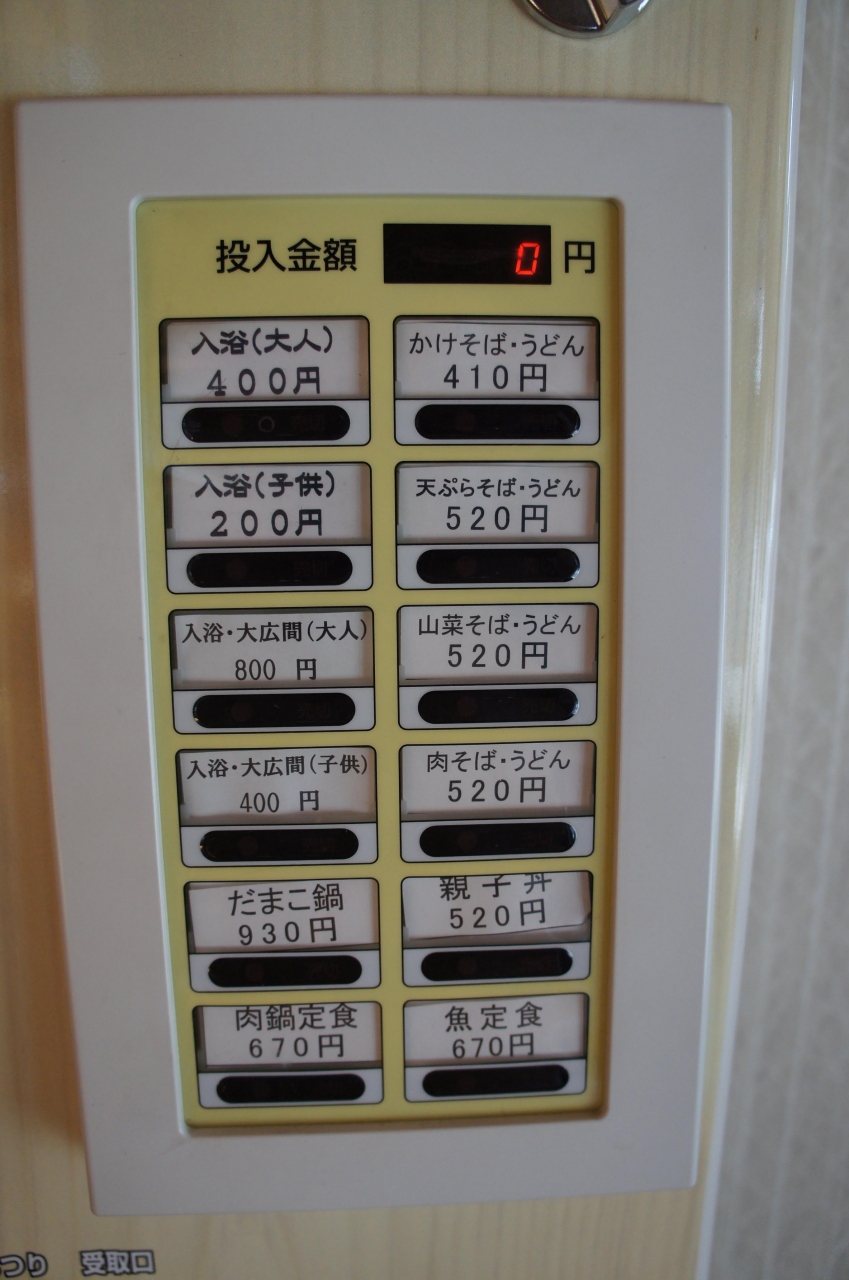 投入金額 0 円
入浴(大人)
400円
かけそば・うどん
410円
入浴(子供)
200円
天ぷらそば・うどん
520円
入浴・大広間(大人)
800 円
山菜そば・うどん
520円
入浴・大広間(子供)
400 円
肉そば・うどん
520円
だまこ鍋
930円
親子丼
520円
肉鍋定食
670円
魚定食
670円
つり 受取口